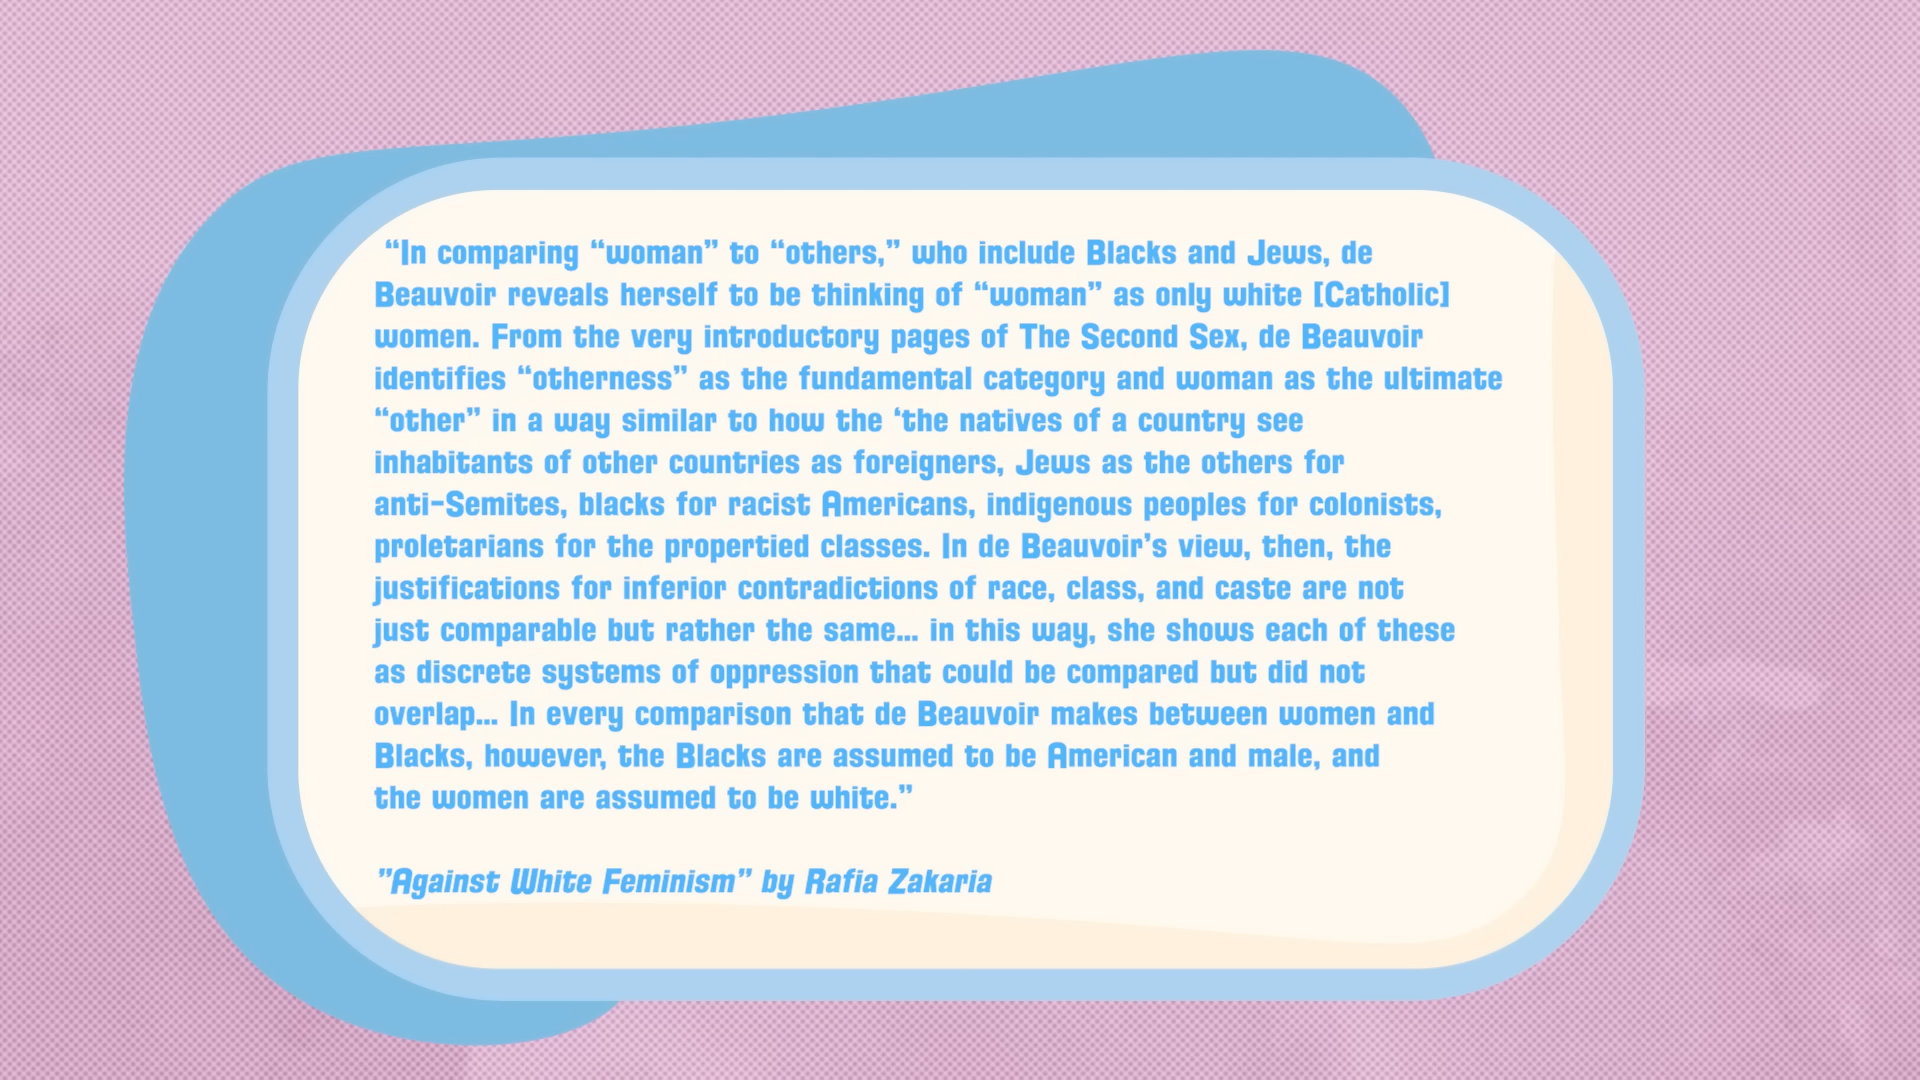 “In comparing “woman” to “others,” who include Blacks and Jews, de
Beauvoir reveals herself to be thinking of “woman” as only white [Catholic]
women. From the very introductory pages of The Second Sex, de Beauvoir
identifies “otherness” as the fundamental category and woman as the ultimate
“other” in a way similar to how the ‘the natives of a country see
inhabitants of other countries as foreigners, Jews as the others for
anti-Semites, blacks for racist Americans, indigenous peoples for colonists,
proletarians for the propertied classes. In de Beauvoir’s view, then, the
justifications for inferior contradictions of race, class, and caste are not
just comparable but rather the same... in this way, she shows each of these
as discrete systems of oppression that could be compared but did not
overlap... In every comparison that de Beauvoir makes between women and
Blacks, however, the Blacks are assumed to be American and male, and
the women are assumed to be white.”
”Against White Feminism” by Rafia Zakaria